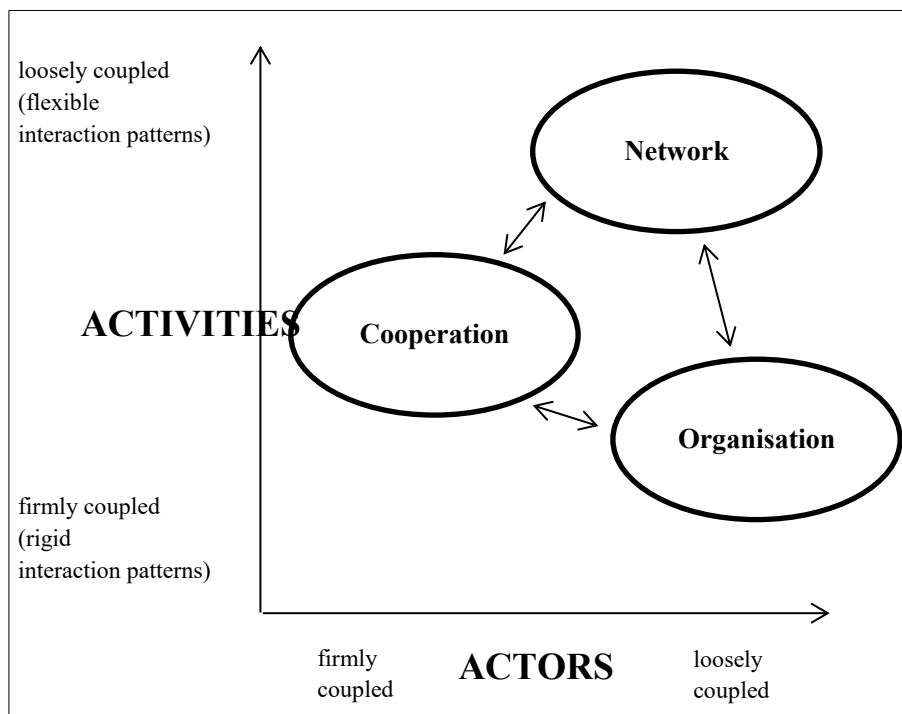 loosely coupled
(flexible
interaction patterns)
Network
ACTIVITIES
Cooperation
Organisation
firmly coupled
(rigid
interaction patterns)
firmly
coupled
ACTORS
loosely
coupled